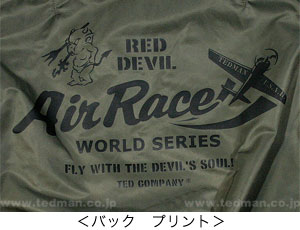 RED
DEVIL
TEDMAN
Air Race
WORLD SERIES
FLY WITH THE DEVIL'S SOUL!
TED COMPANY®
www.tedman.co.jp
www.tedman.co.jp
<バック プリント>